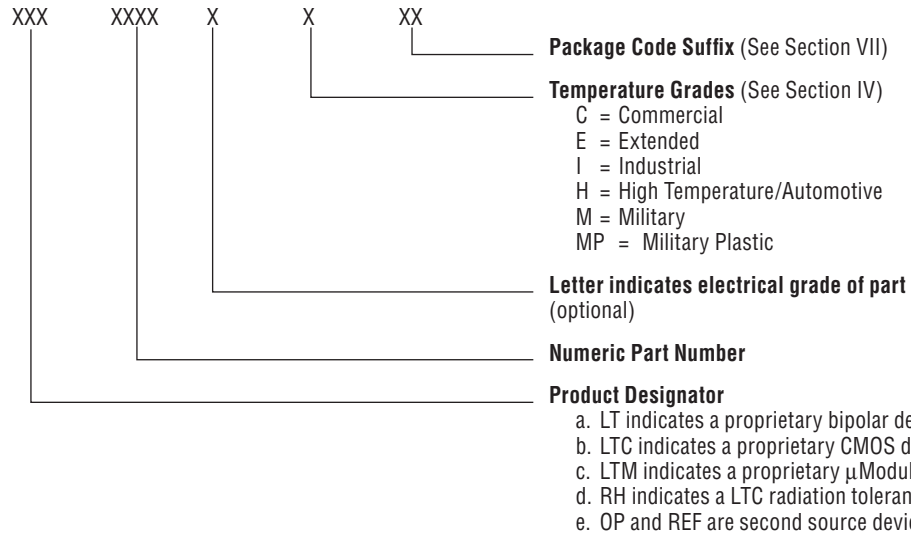 XXX XXXX X X XX
Package Code Suffix (See Section VII)
Temperature Grades (See Section IV)
C = Commercial
E = Extended
I = Industrial
H = High Temperature/Automotive
M = Military
MP = Military Plastic
Letter indicates electrical grade of part
(optional)
Numeric Part Number
Product Designator
a. LT indicates a proprietary bipolar
b. LTC indicates a proprietary CMOS
c. LTM indicates a proprietary
d. RH indicates a LTC radiation
e. OP and REF are second source